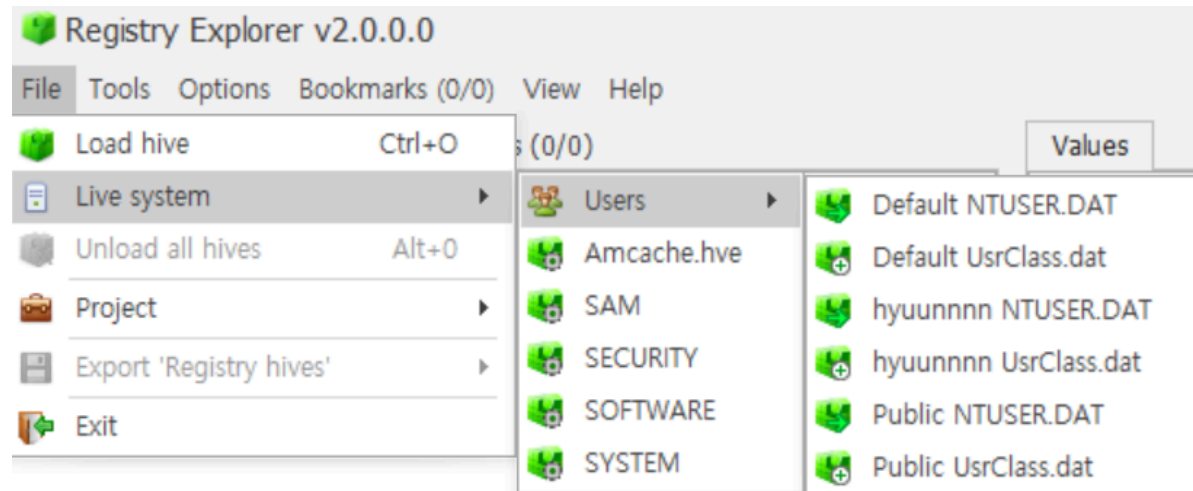 Registry Explorer v2.0.0.0
File Tools Options Bookmarks (0/0) View Help
Load hive Ctrl+O
s (0/0)
Values
Live system
Unload all hives Alt+0
Project
Export 'Registry hives'
Exit
Users
Amcache.hve
SAM
SECURITY
SOFTWARE
SYSTEM
Default NTUSER.DAT
Default UsrClass.dat
hyuunnnn NTUSER.DAT
hyuunnnn UsrClass.dat
Public NTUSER.DAT
Public UsrClass.dat